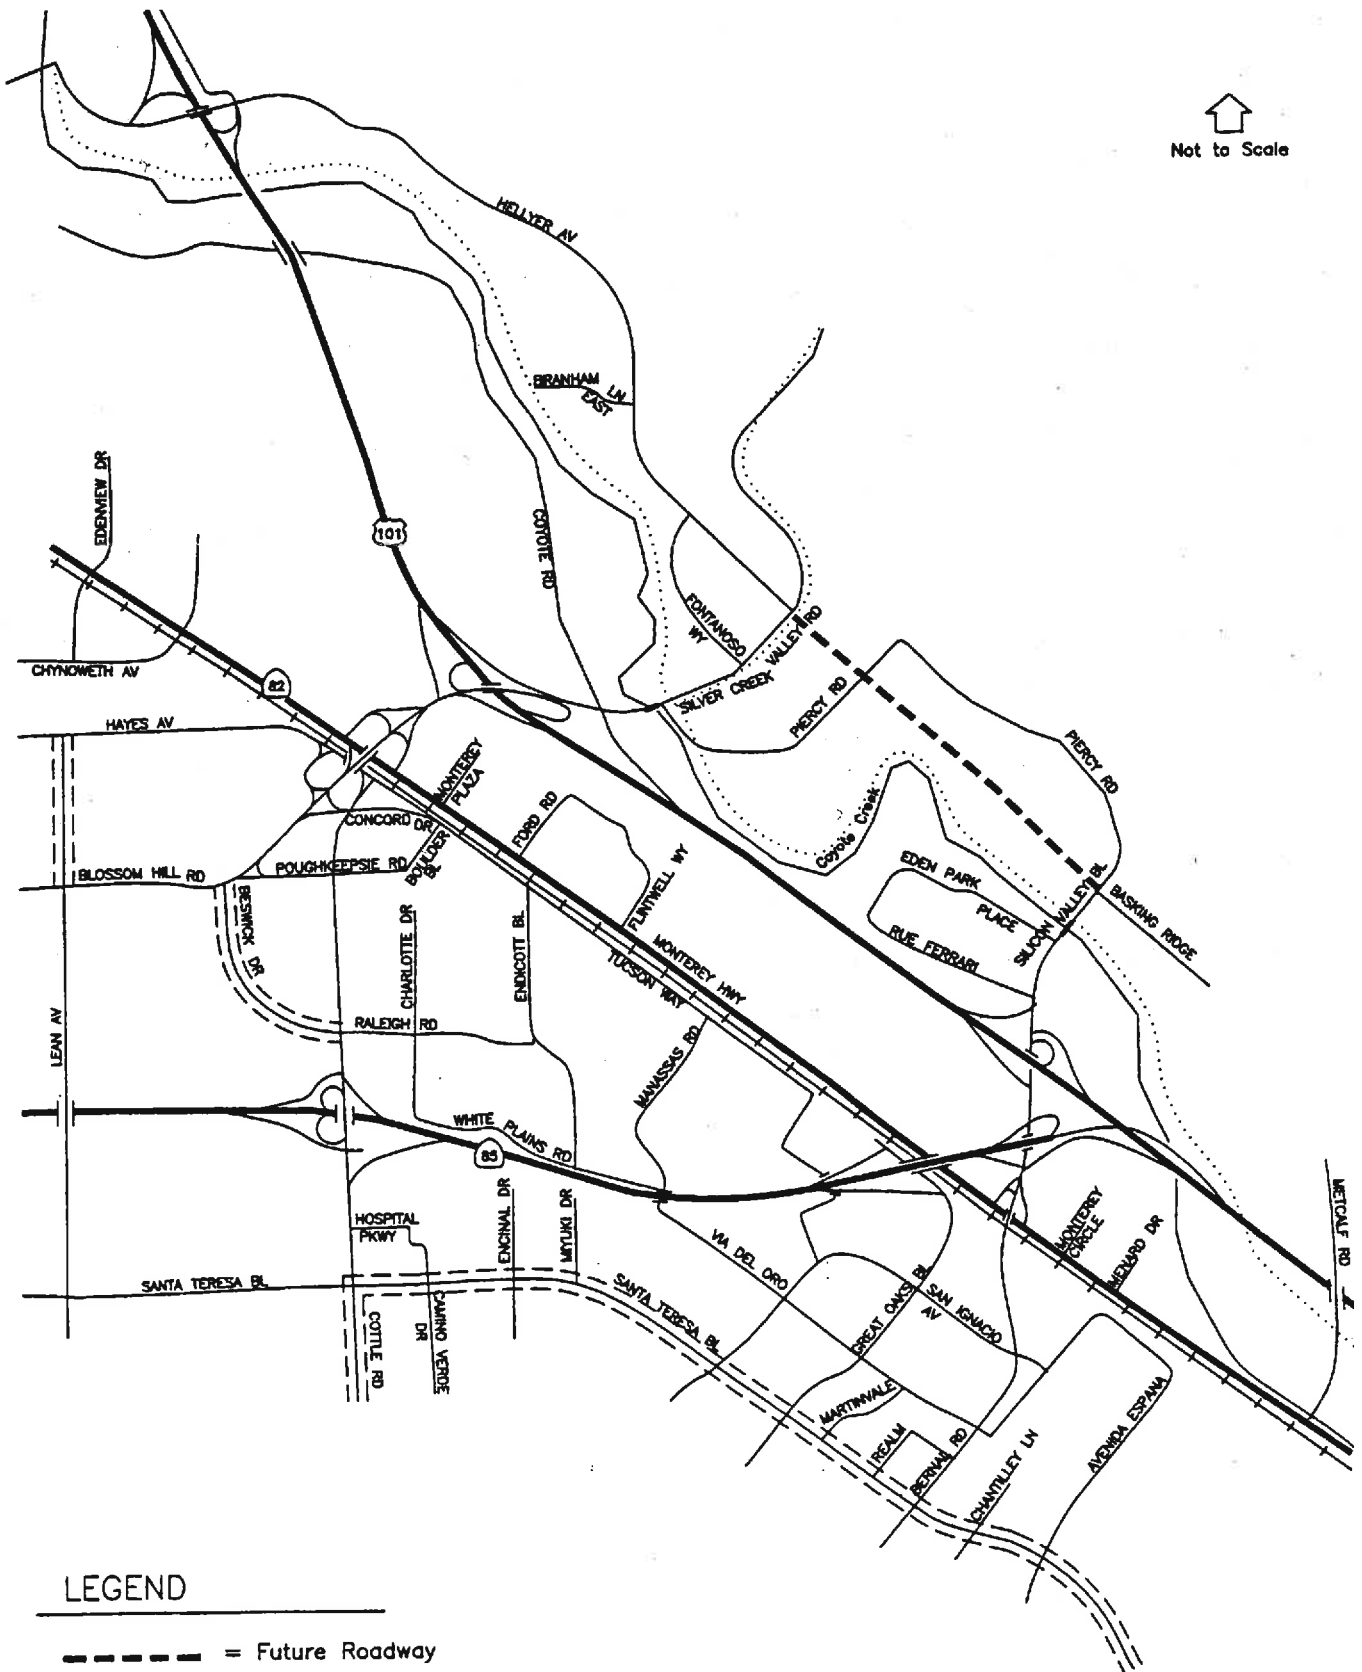 Not to Scale
HELLYER AV
BRANHAM LN
EAST
EDENVIEW DR
101
COYOTE RD
FONTANOSO
WY
SILVER CREEK VALLEY RD
PIERCY RD
CHYNOWETH AV
82
HAYES AV
PIERCY RD
MONTEREY
PLAZA
CONCORD DR
FORD RD
BOULDER
BL
POUGHKEEPSIE RD
BLOSSOM HILL RD
Coyote Creek
EDEN PARK
PLACE
RUE FERRARI
SILICON VALLEY BL
BASKING RIDGE
FLINTWELL WY
BESWICK DR
CHARLOTTE DR
ENDICOTT BL
MONTEREY HWY
TUCSON WAY
RALEIGH RD
LEAN AV
MANASSAS RD
WHITE PLAINS RD
85
ENCINAL DR
MIYUKI DR
HOSPITAL
PKWY
VIA DEL ORO
MONTEREY
CIRCLE
MENARD DR
METCALF RD
SANTA TERESA BL
SANTA TERESA BL
GREAT OAKS BL
SAN IGNACIO
AV
COTTLE RD
CAMINO VERDE
DR
MARTINVALE
REALM
BERNAL RD
CHANTILLEY LN
AVENIDA ESPANA
LEGEND
= Future Roadway